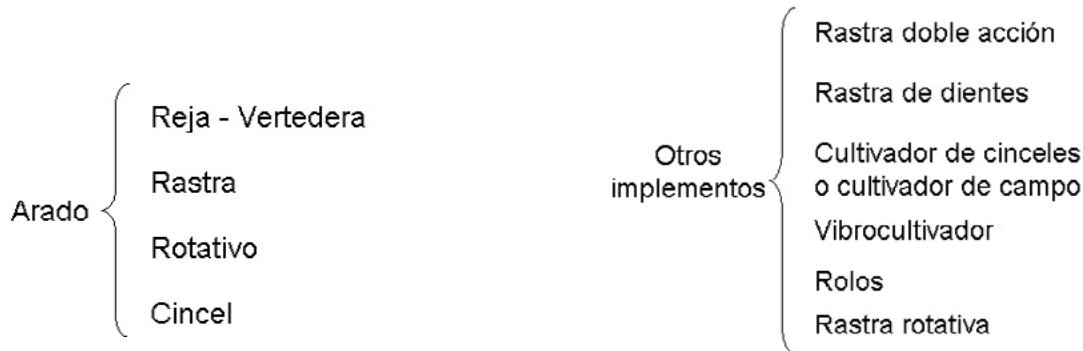 Arado
Reja - Vertedera
Rastra
Rotativo
Cincel
Otros
implementos
Rastra doble acción
Rastra de dientes
Cultivador de cinceles
o cultivador de campo
Vibrocultivador
Rolos
Rastra rotativa